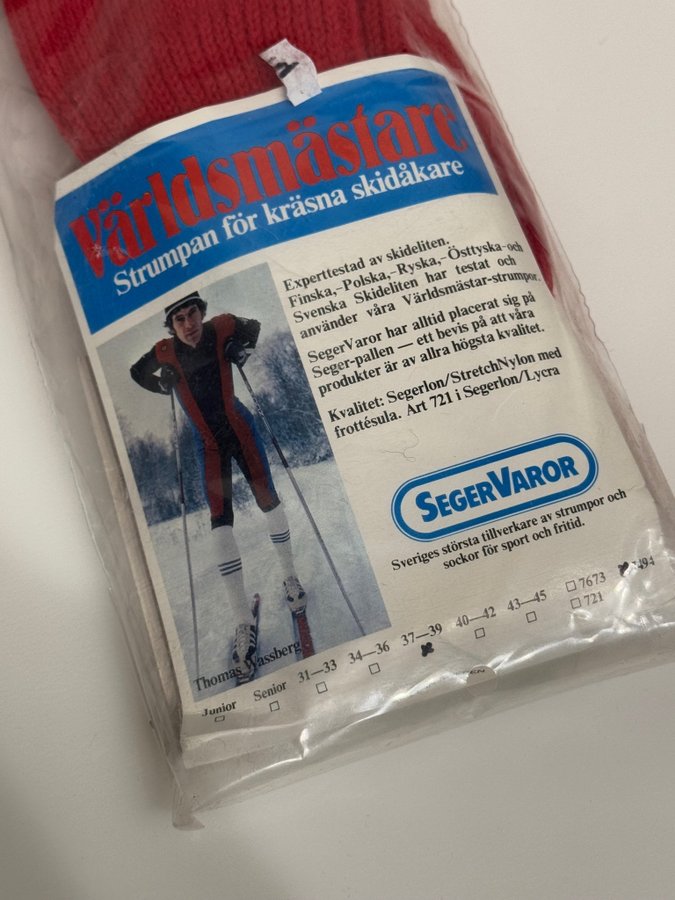 Världsmästare
Strumpan för kräsna skidåkare
Experttestad av skideliten.
Finska,-Polska,-Ryska,-Östtyska-och
Svenska Skideliten har testat och
använder våra Världsmästar-strumpor.
SegerVaror har alltid placerat sig på
Seger-pallen — ett bevis på att våra
produkter är av allra högsta kvalitet.
Kvalitet: Segerlon/StretchNylon med
frottésula. Art 721 i Segerlon/Lycra
SEGERVAROR
Sveriges största tillverkare av strumpor och
sockor för sport och fritid.
Thomas Wassberg
Junior Senior 31—33 34—36 37—39 40—42 43—45 7673
721